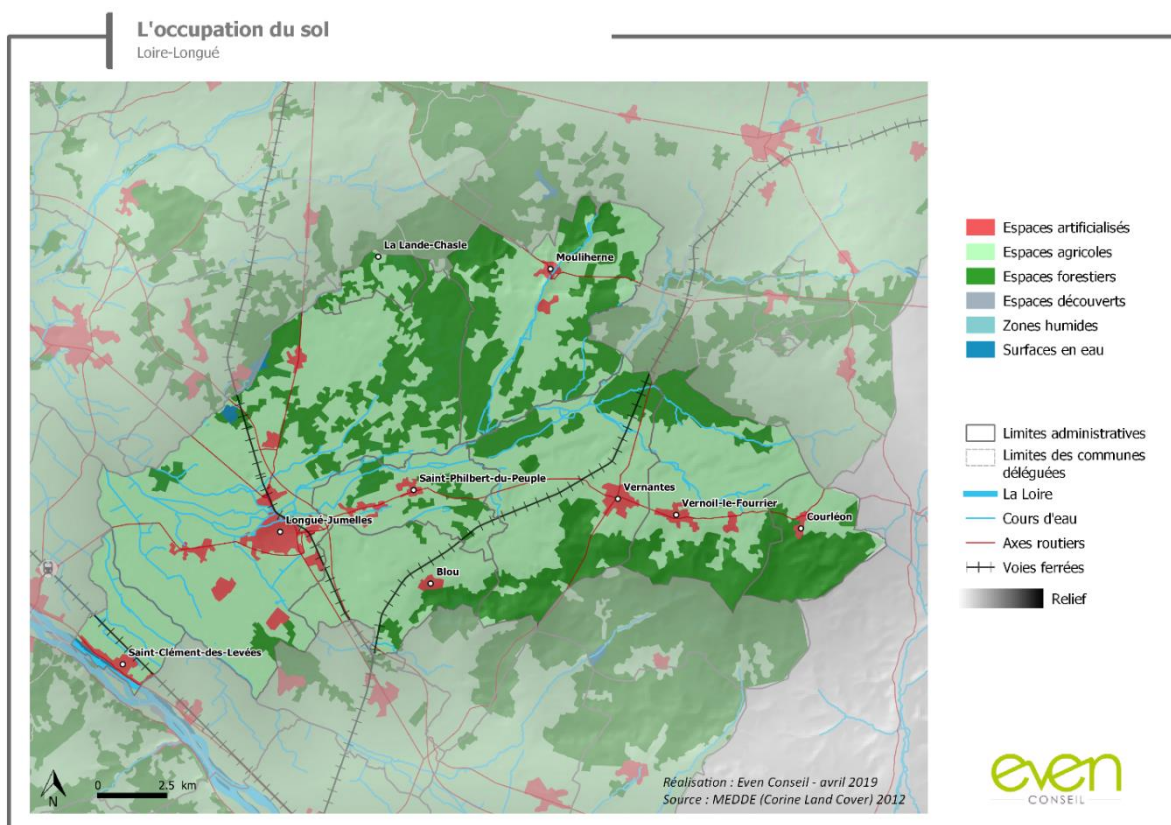 L'occupation du sol
Loire-Longué
La Lande-Chasle
Mouliherne
Saint-Philbert-du-Peuple
Vernantes
Vernoil-le-Fourrier
Longué-Jumelles
Courléon
Blou
Saint-Clément-des-Levées
N
0 2.5 km
Réalisation : Even Conseil - avril 2019
Source : MEDDE (Corine Land Cover) 2012
Espaces artificialisés
Espaces agricoles
Espaces forestiers
Espaces découverts
Zones humides
Surfaces en eau
Limites administratives
Limites des communes
déléguées
La Loire
Cours d'eau
Axes routiers
Voies ferrées
Relief
even
CONSEIL